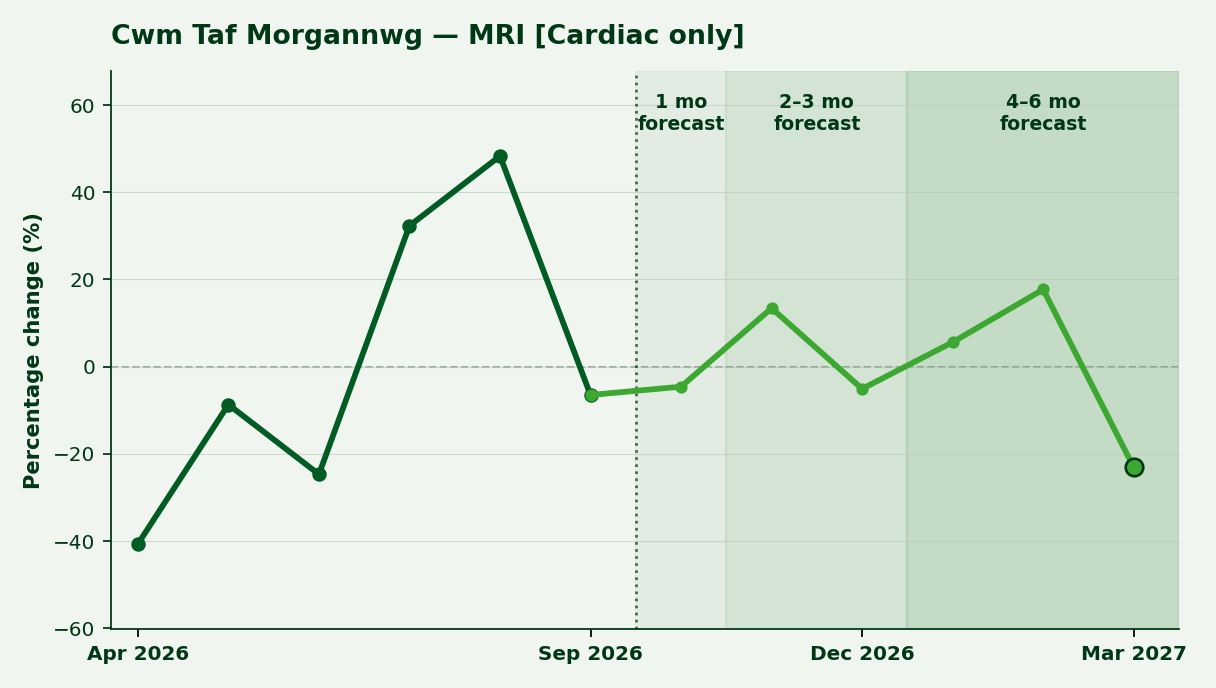 Cwm Taf Morgannwg — MRI [Cardiac only]
Percentage change (%)
60
40
20
0
−20
−40
−60
1 mo
forecast
2–3 mo
forecast
4–6 mo
forecast
Apr 2026
Sep 2026
Dec 2026
Mar 2027